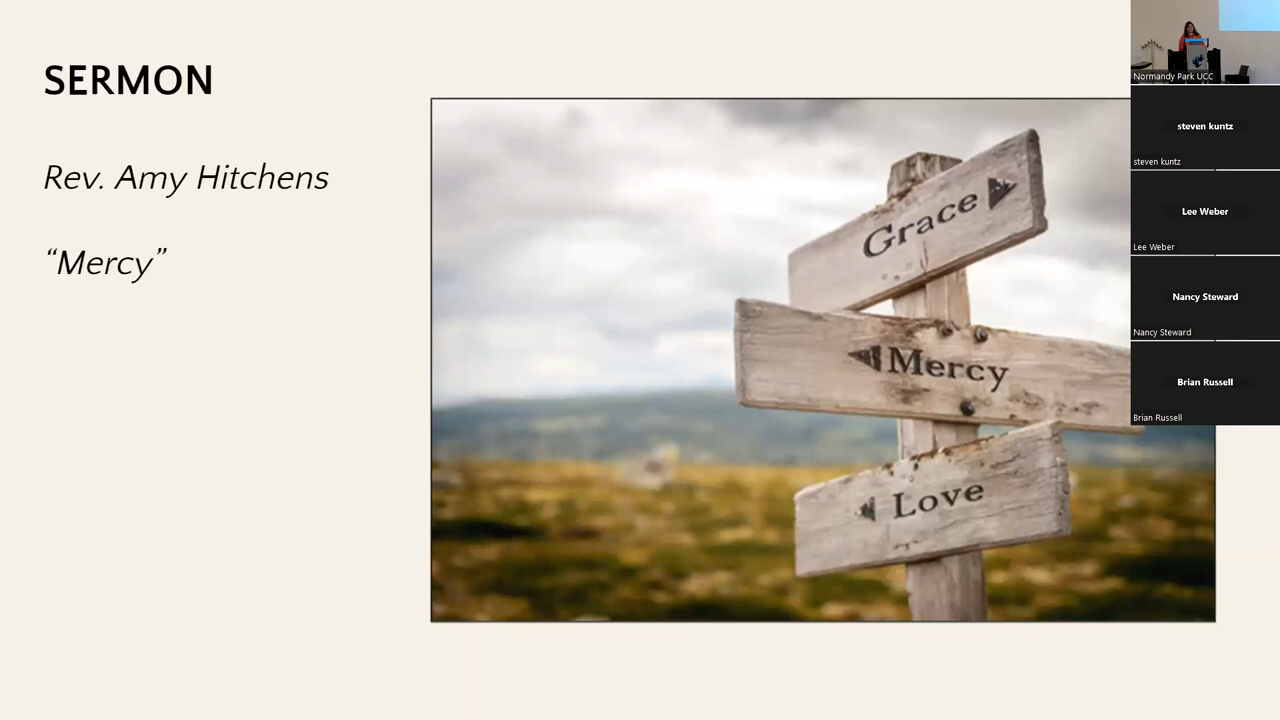 SERMON
Rev. Amy Hitchens
“Mercy”
Grace
Mercy
Love
Normandy Park UCC
steven kuntz
steven kuntz
Lee Weber
Lee Weber
Nancy Steward
Nancy Steward
Brian Russell
Brian Russell